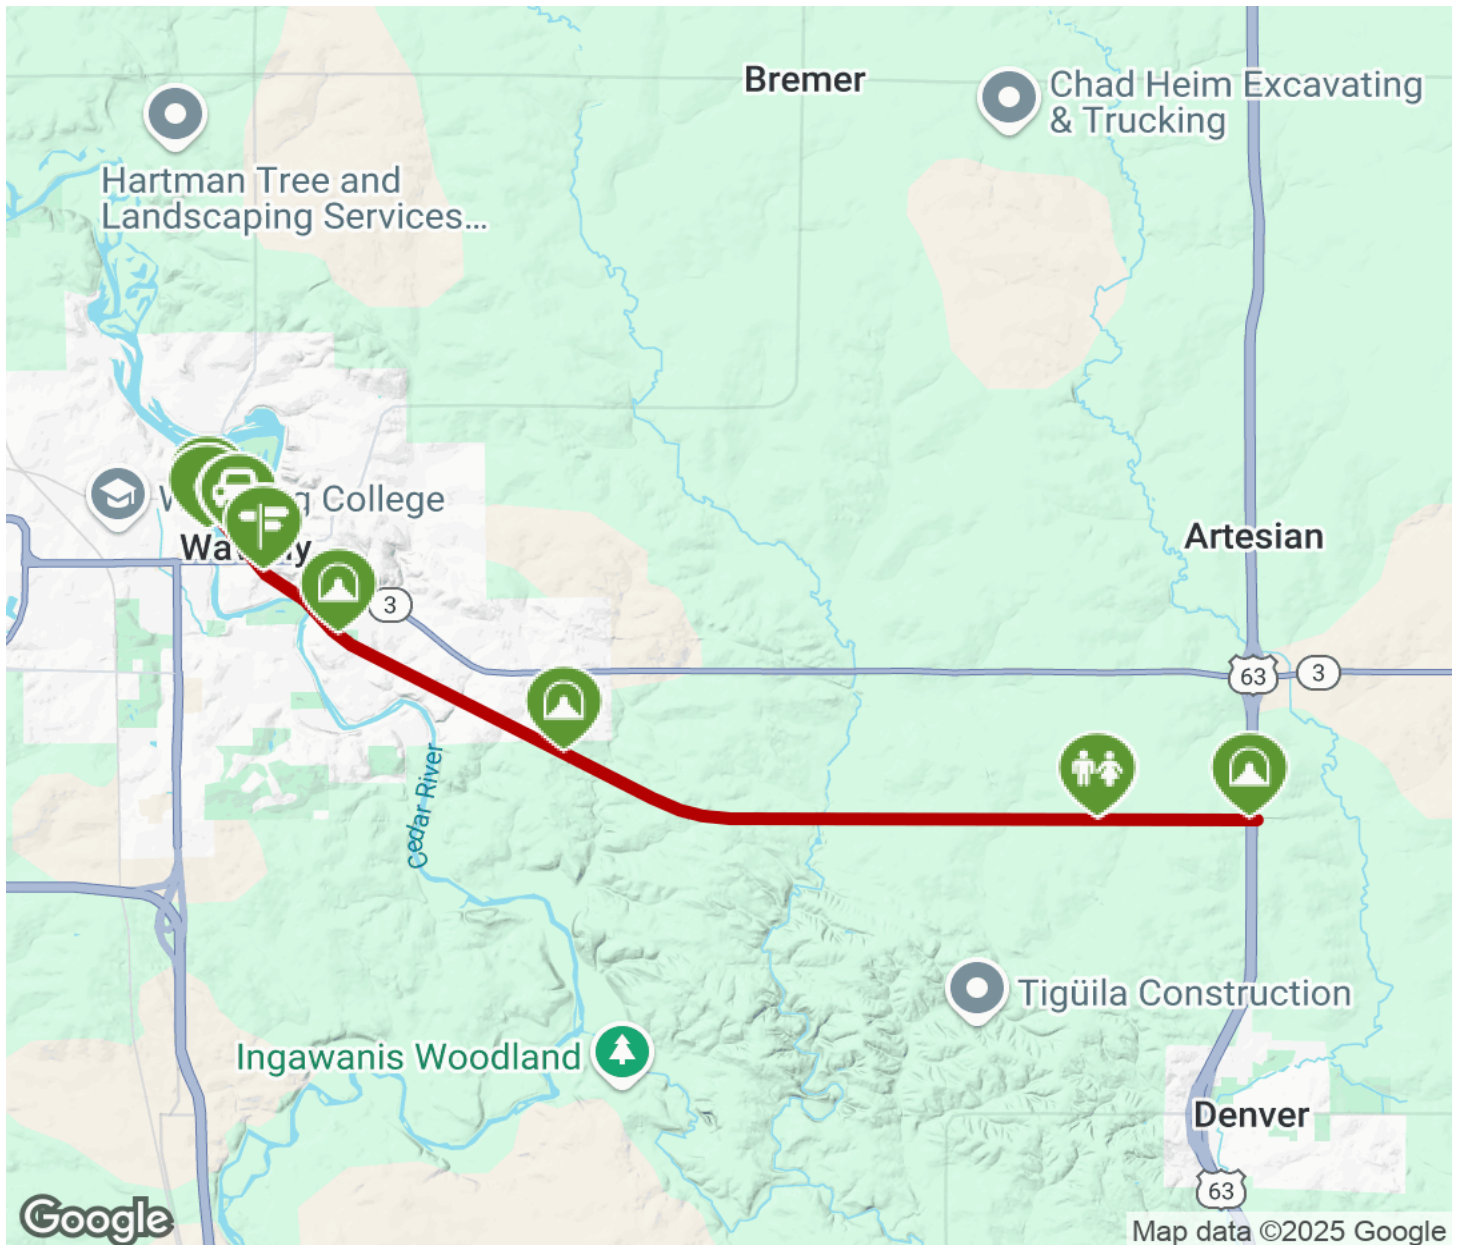 Bremer
Chad Heim Excavating
& Trucking
Hartman Tree and
Landscaping Services...
College
Artesian
3
63
3
Cedar River
Tigüila Construction
Ingawanis Woodland
Denver
63
Google
Map data ©2025 Google